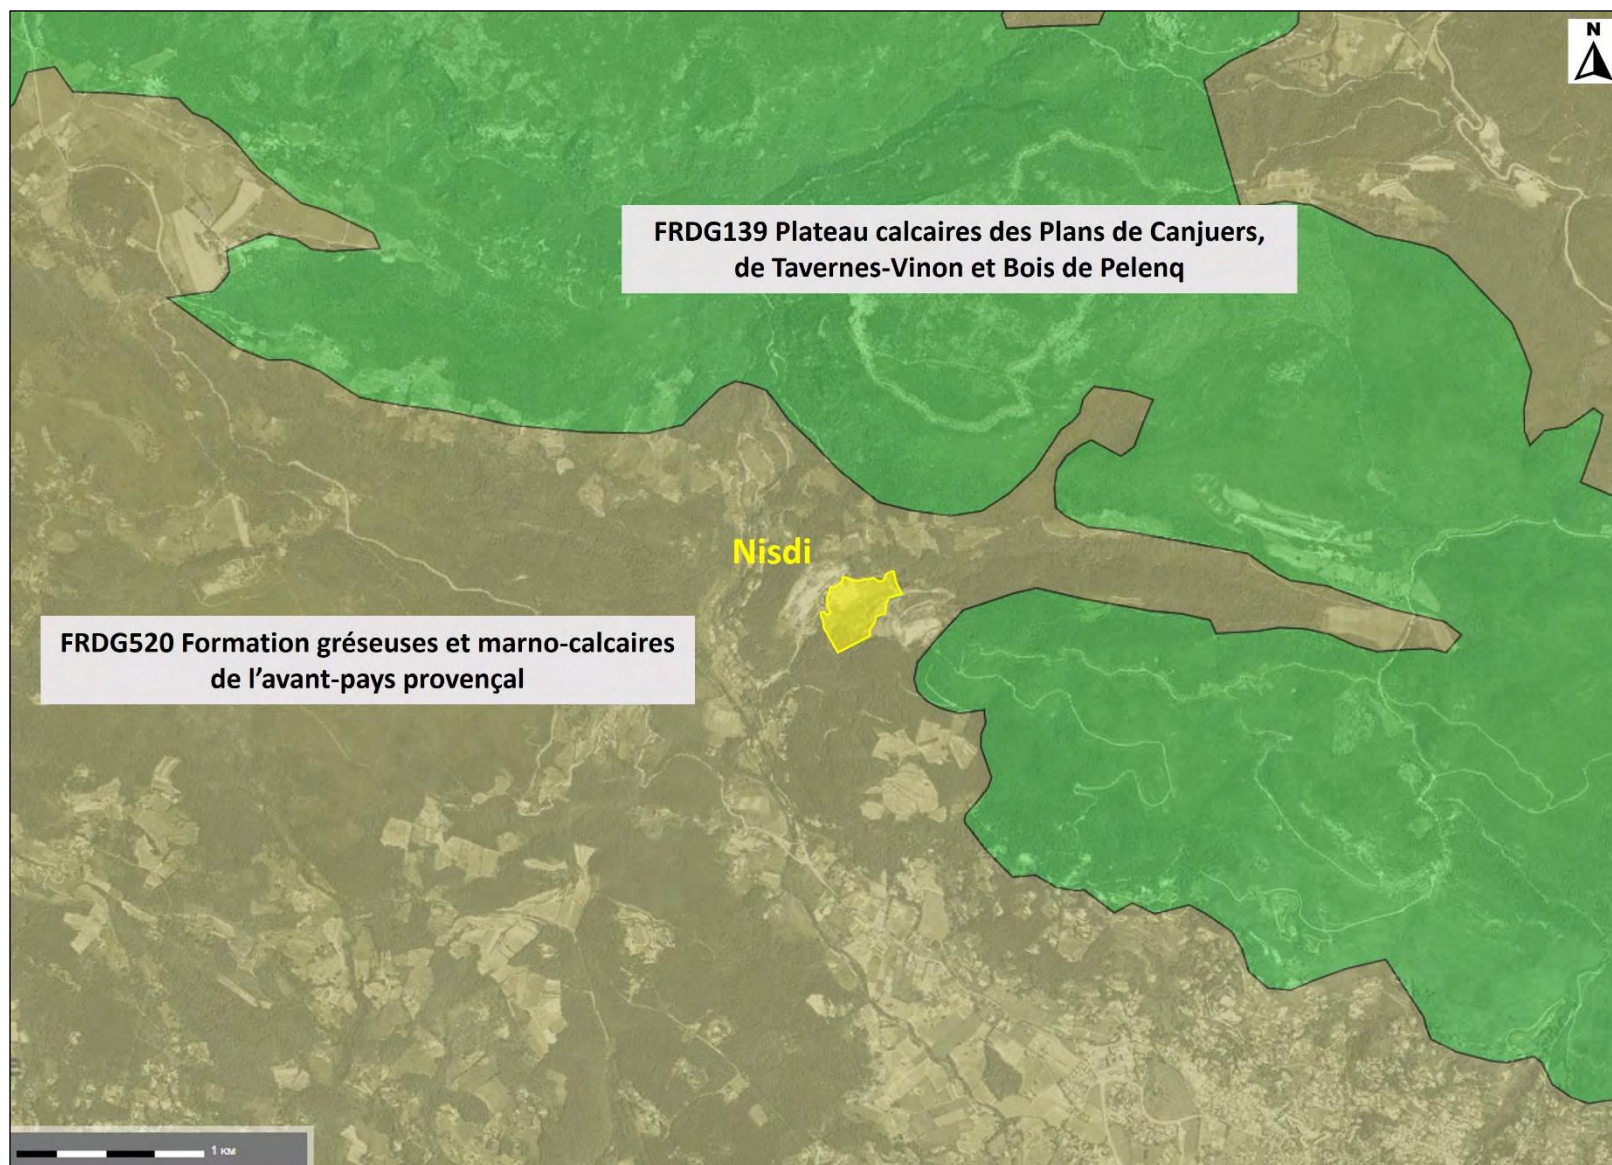 N
FRDG139 Plateau calcaires des Plans de Canjuers,
de Tavernes-Vinon et Bois de Pelenq
Nisdi
FRDG520 Formation gréseuses et marno-calcaires
de l'avant-pays provençal
1 KM